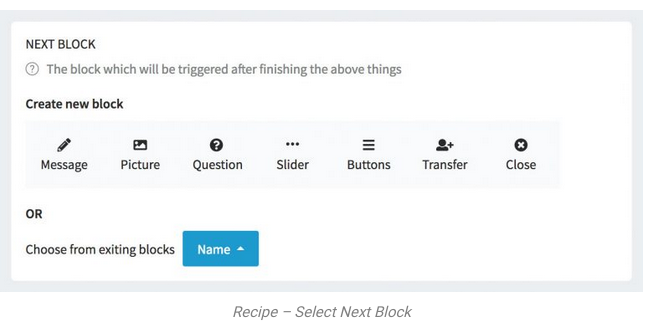 NEXT BLOCK
The block which will be triggered after finishing the above things
Create new block
Message Picture Question Slider Buttons Transfer Close
OR
Choose from exiting blocks Name
Recipe – Select Next Block